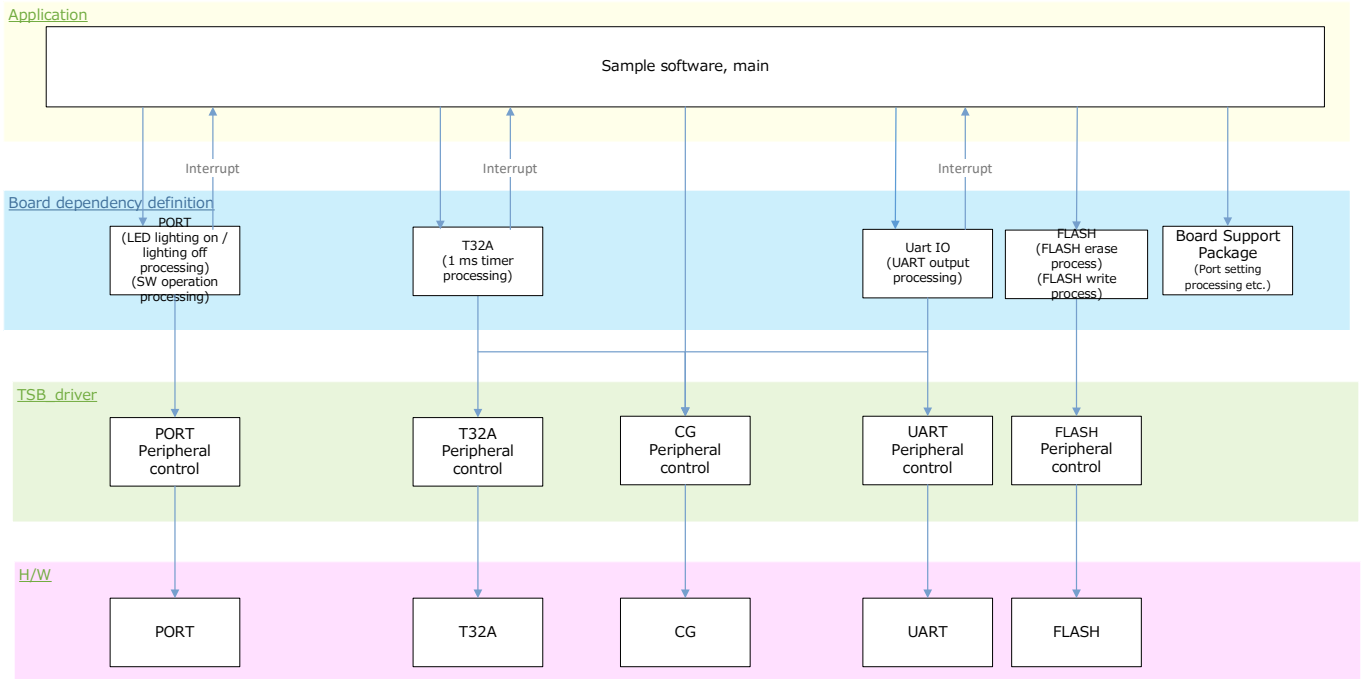 Application
Sample software, main
Interrupt
Interrupt
Interrupt
Board dependency definition
PORT
(LED lighting on /
lighting off
processing)
(SW operation
processing)
T32A
(1 ms timer
processing)
Uart IO
(UART output
processing)
FLASH
(FLASH erase
process)
(FLASH write
process)
Board Support
Package
(Port setting
processing etc.)
TSB_driver
PORT
Peripheral
control
T32A
Peripheral
control
CG
Peripheral
control
UART
Peripheral
control
FLASH
Peripheral
control
H/W
PORT
T32A
CG
UART
FLASH